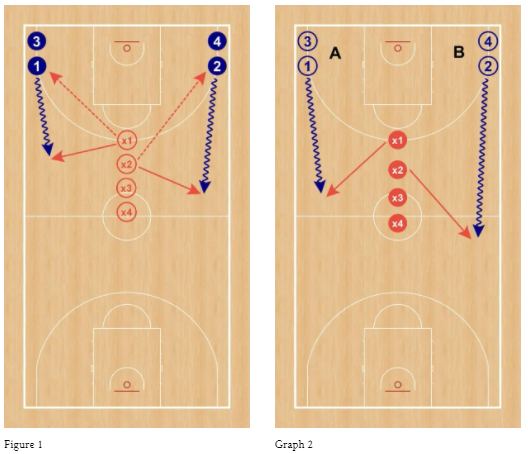 3 4 3 4
1 2 1 A B 2
x1 x1
x2 x2
x3 x3
x4 x4
Figure 1 Graph 2